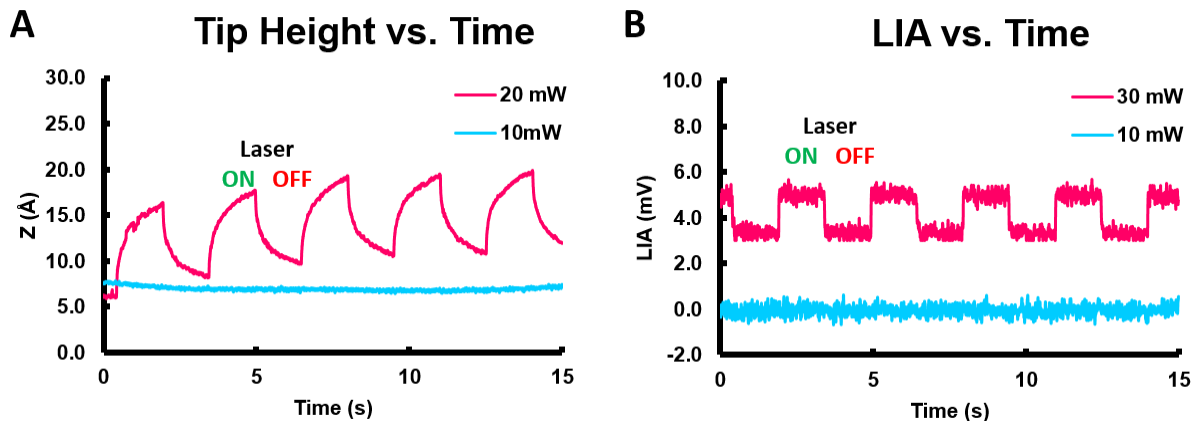 A
Tip Height vs. Time
30.0
25.0
20.0
15.0
10.0
5.0
0.0
Z (Å)
20 mW
10mW
Laser
ON OFF
0 5 10 15
Time (s)
B
LIA vs. Time
10.0
8.0
6.0
4.0
2.0
0.0
-2.0
LIA (mV)
30 mW
10 mW
Laser
ON OFF
0 5 10 15
Time (s)